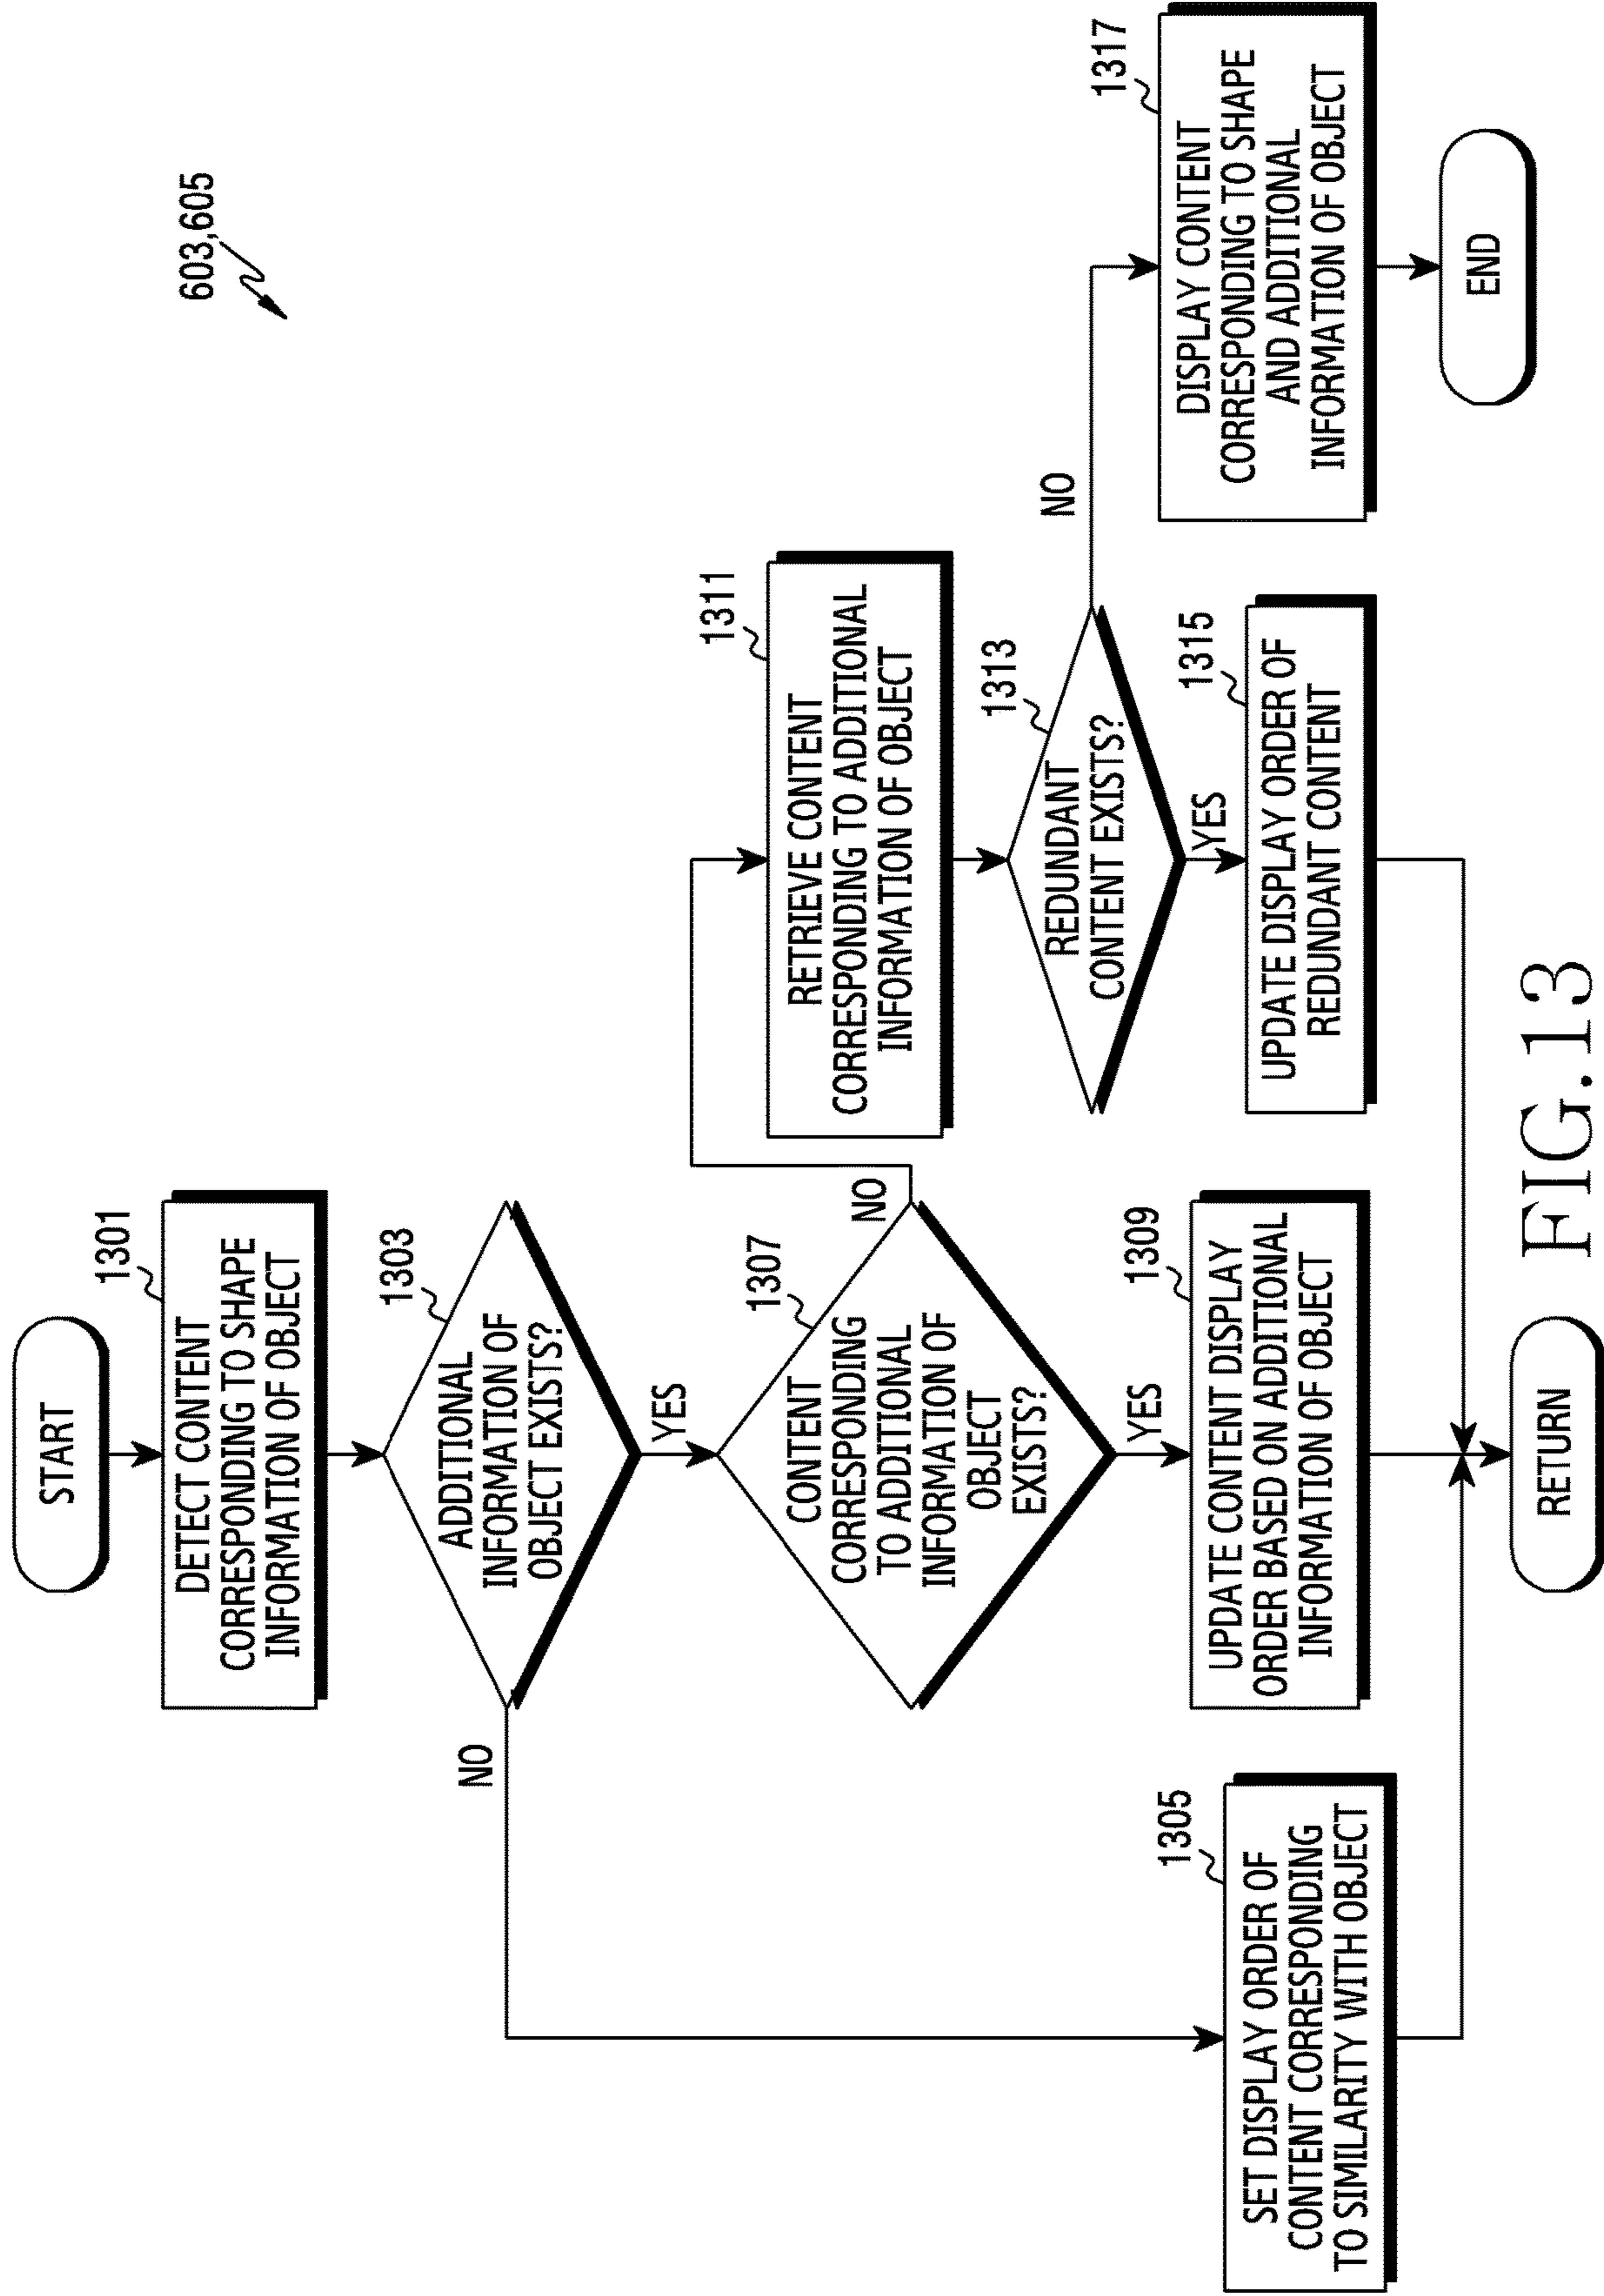 603,605
START
1301
DETECT CONTENT
CORRESPONDING TO SHAPE
INFORMATION OF OBJECT
1303
ADDITIONAL
INFORMATION OF
OBJECT EXISTS?
NO
YES
1305
SET DISPLAY ORDER OF
CONTENT CORRESPONDING
TO SIMILARITY WITH OBJECT
1307
CONTENT
CORRESPONDING
TO ADDITIONAL
INFORMATION OF
OBJECT
EXISTS?
NO
YES
1309
UPDATE CONTENT DISPLAY
ORDER BASED ON ADDITIONAL
INFORMATION OF OBJECT
1311
RETRIEVE CONTENT
CORRESPONDING TO ADDITIONAL
INFORMATION OF OBJECT
1313
REDUNDANT
CONTENT EXISTS?
NO
YES
1315
UPDATE DISPLAY ORDER OF
REDUNDANT CONTENT
1317
DISPLAY CONTENT
CORRESPONDING TO SHAPE
AND ADDITIONAL
INFORMATION OF OBJECT
END
RETURN
FIG.13